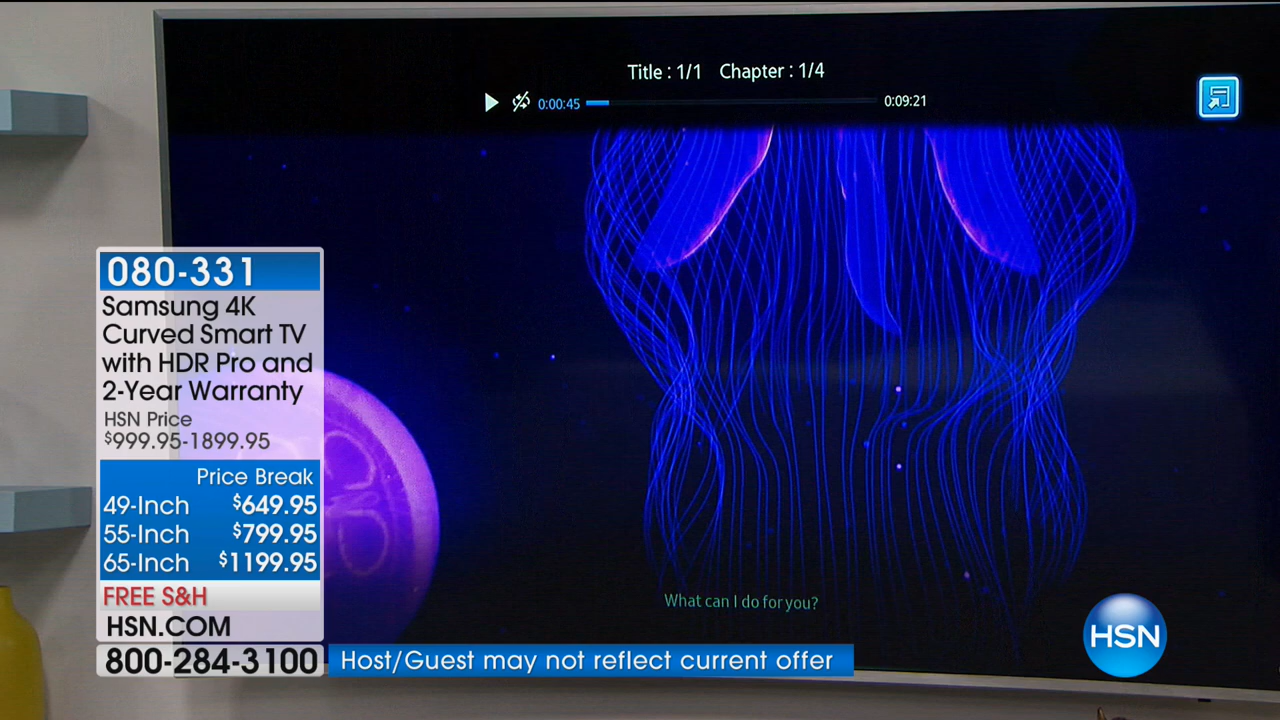 Title : 1/1 Chapter : 1/4
0:00:45 0:09:21
080-331
Samsung 4K
Curved Smart TV
with HDR Pro and
2-Year Warranty
HSN Price
$999.95-1899.95
Price Break
49-Inch $649.95
55-Inch $799.95
65-Inch $1199.95
FREE S&H
HSN.COM
800-284-3100
Host/Guest may not reflect current offer
What can I do for you?
HSN